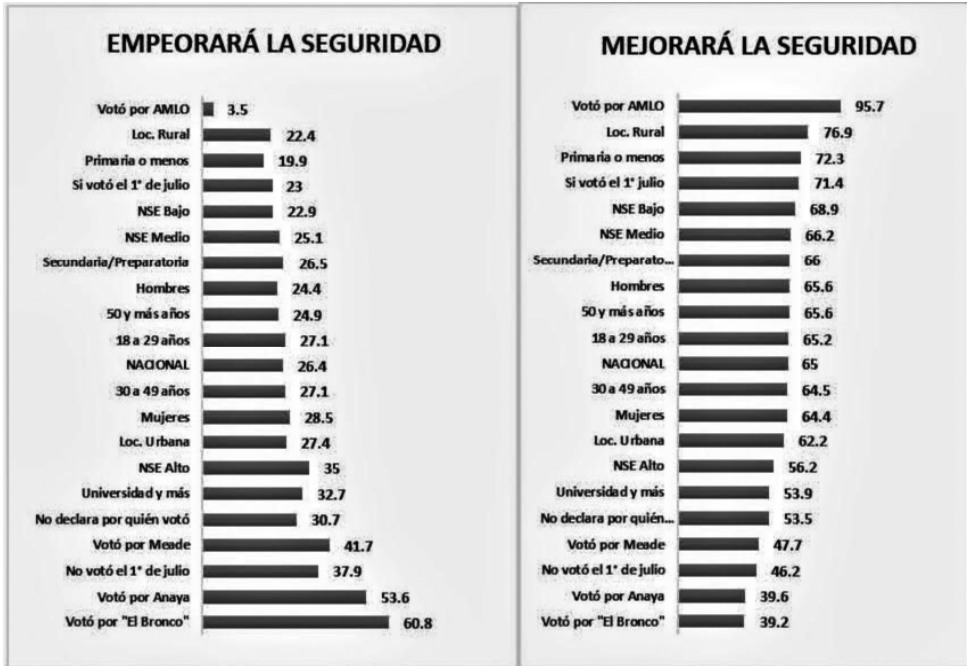 EMPEORARÁ LA SEGURIDAD
Votó por AMLO 3.5
Loc. Rural 22.4
Primaria o menos 19.9
Si votó el 1° de julio 23
NSE Bajo 22.9
NSE Medio 25.1
Secundaria/Preparatoria 26.5
Hombres 24.4
50 y más años 24.9
18 a 29 años 27.1
NACIONAL 26.4
30 a 49 años 27.1
Mujeres 28.5
Loc. Urbana 27.4
NSE Alto 35
Universidad y más 32.7
No declara por quién votó 30.7
Votó por Meade 41.7
No votó el 1° de julio 37.9
Votó por Anaya 53.6
Votó por "El Bronco" 60.8
MEJORARÁ LA SEGURIDAD
Votó por AMLO 95.7
Loc. Rural 76.9
Primaria o menos 72.3
Si votó el 1° julio 71.4
NSE Bajo 68.9
NSE Medio 66.2
Secundaria/Preparato... 66
Hombres 65.6
50 y más años 65.6
18 a 29 años 65.2
NACIONAL 65
30 a 49 años 64.5
Mujeres 64.4
Loc. Urbana 62.2
NSE Alto 56.2
Universidad y más 53.9
No declara por quién... 53.5
Votó por Meade 47.7
No votó el 1° de julio 46.2
Votó por Anaya 39.6
Votó por "El Bronco" 39.2